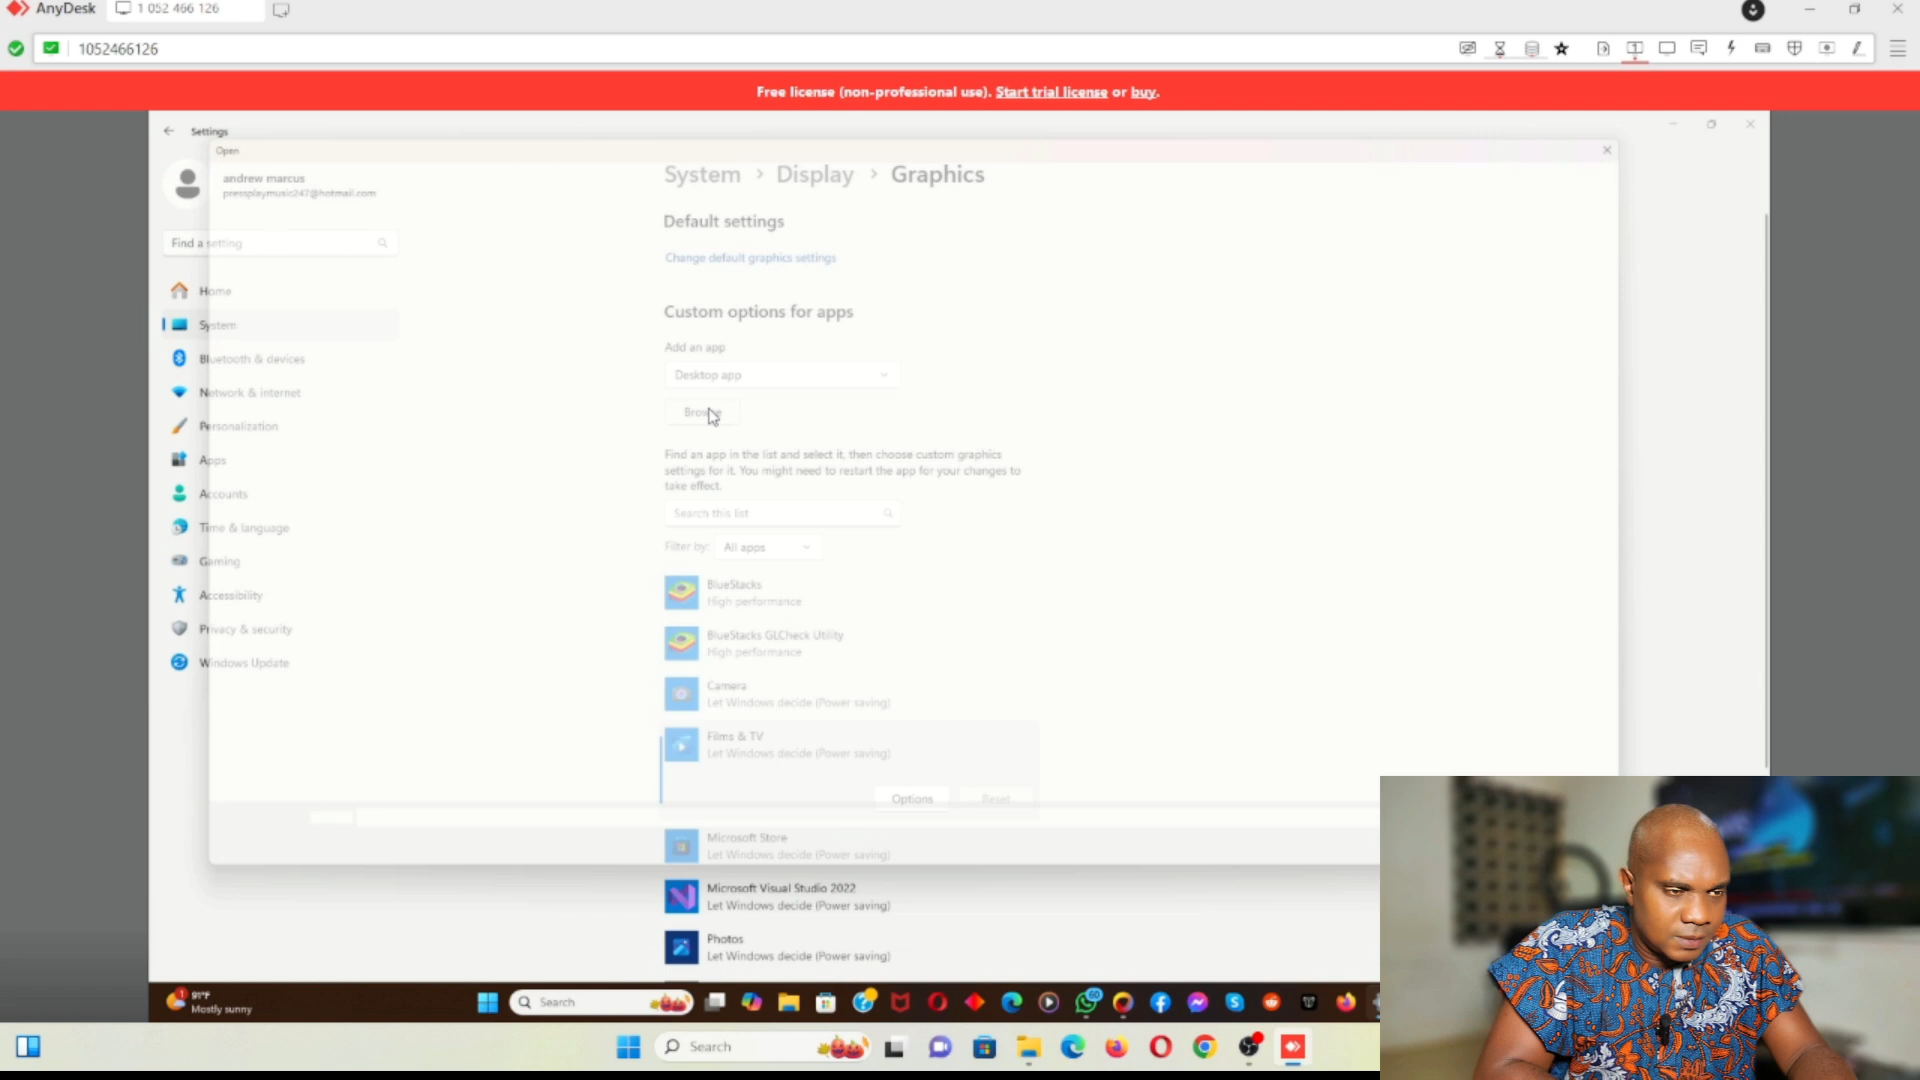 AnyDesk
1 052 466 126
1052466126
Free license (non-professional use). Start trial license or buy.
Settings
Open
andrew marcus
pressplaymusic247@hotmail.com
Find a setting
Home
System
Bluetooth & devices
Network & internet
Personalization
Apps
Accounts
Time & language
Gaming
Accessibility
Privacy & security
Windows Update
System > Display > Graphics
Default settings
Change default graphics settings
Custom options for apps
Add an app
Desktop app
Browse
Find an app in the list and select it, then choose custom graphics
settings for it. You might need to restart the app for your changes to
take effect.
Search this list
Filter by: All apps
BlueStacks
High performance
BlueStacks GLCheck Utility
High performance
Camera
Let Windows decide (Power saving)
Films & TV
Let Windows decide (Power saving)
Options Reset
Microsoft Store
Let Windows decide (Power saving)
Microsoft Visual Studio 2022
Let Windows decide (Power saving)
Photos
Let Windows decide (Power saving)
1
91°F
Mostly sunny
Search
60
Search